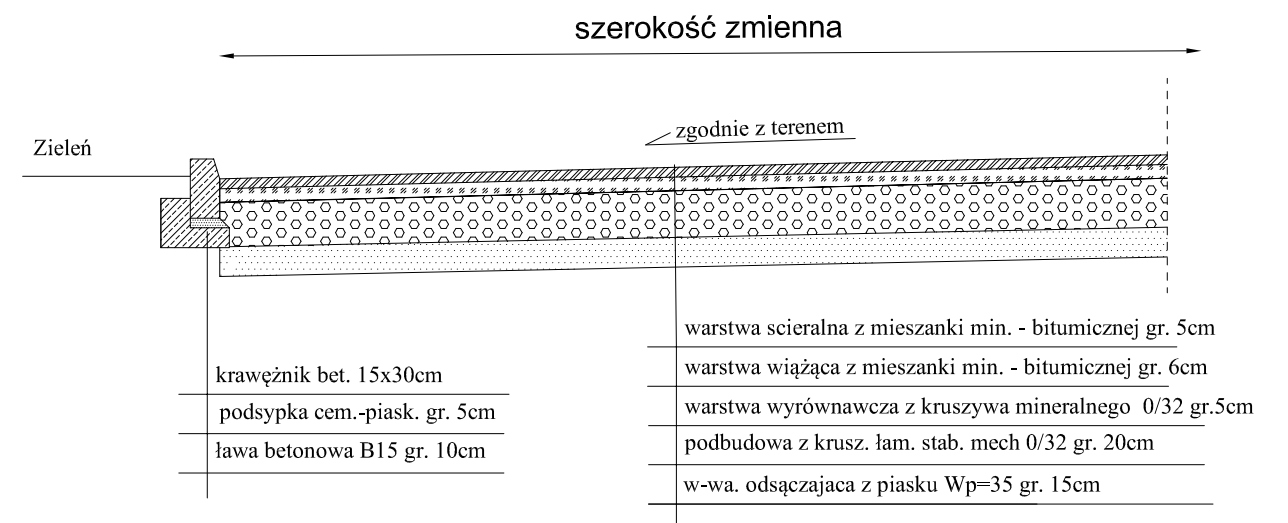 szerokość zmienna
zgodnie z terenem
Zieleń
warstwa scieralna z mieszanki min. - bitumicznej gr. 5cm
warstwa wiążąca z mieszanki min. - bitumicznej gr. 6cm
warstwa wyrównawcza z kruszywa mineralnego 0/32 gr.5cm
podbudowa z krusz. łam. stab. mech 0/32 gr. 20cm
w-wa. odsączajaca z piasku Wp=35 gr. 15cm
krawężnik bet. 15x30cm
podsypka cem.-piask. gr. 5cm
ława betonowa B15 gr. 10cm